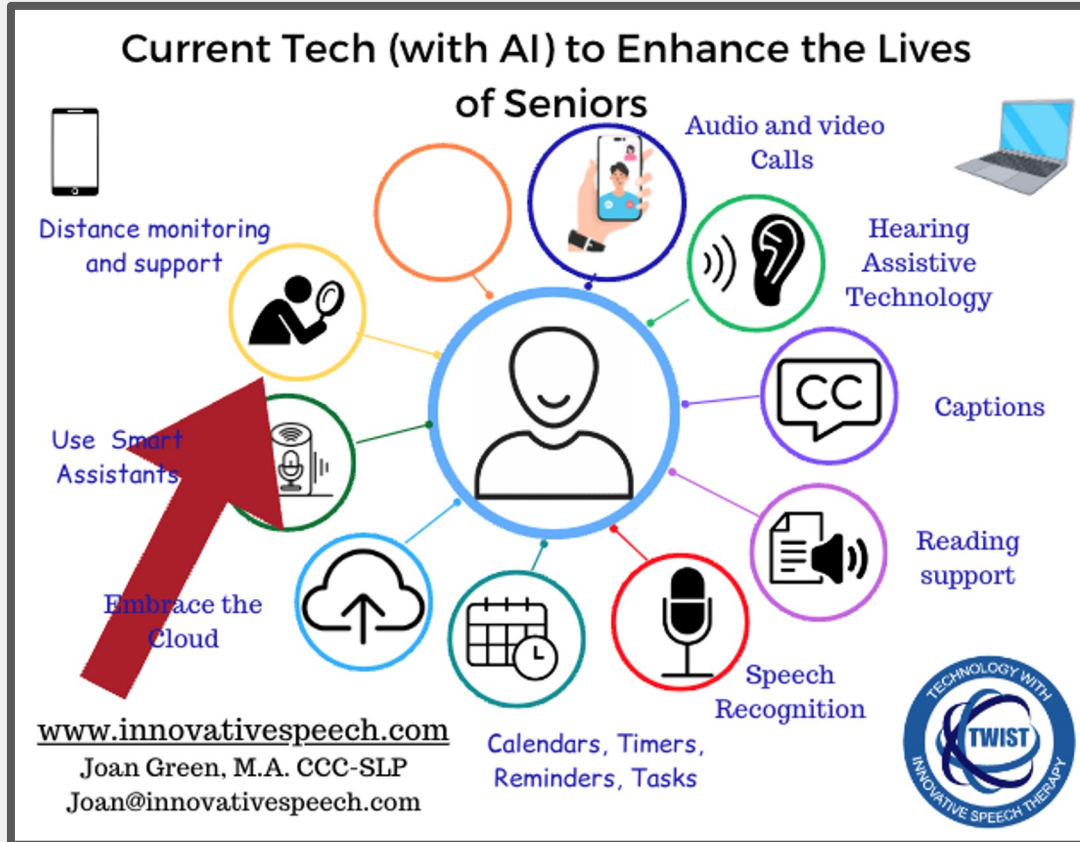 Current Tech (with AI) to Enhance the Lives
of Seniors
Audio and video
Calls
Distance monitoring
and support
Hearing
Assistive
Technology
CC
Captions
Use Smart
Assistants
Reading
support
Embrace the
Cloud
Speech
Recognition
Calendars, Timers,
Reminders, Tasks
www.innovativespeech.com
Joan Green, M.A. CCC-SLP
Joan@innovativespeech.com
TECHNOLOGY WITH
TWIST
INNOVATIVE SPEECH THERAPY